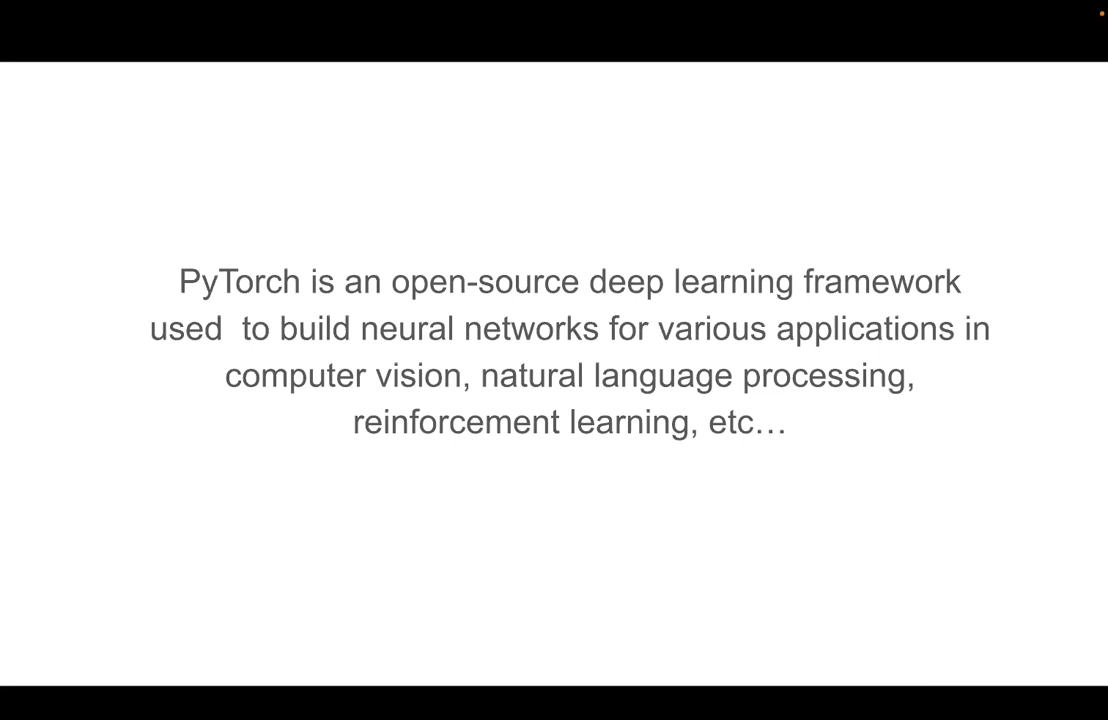 PyTorch is an open-source deep learning framework
used  to build neural networks for various applications in
computer vision, natural language processing,
reinforcement learning, etc…